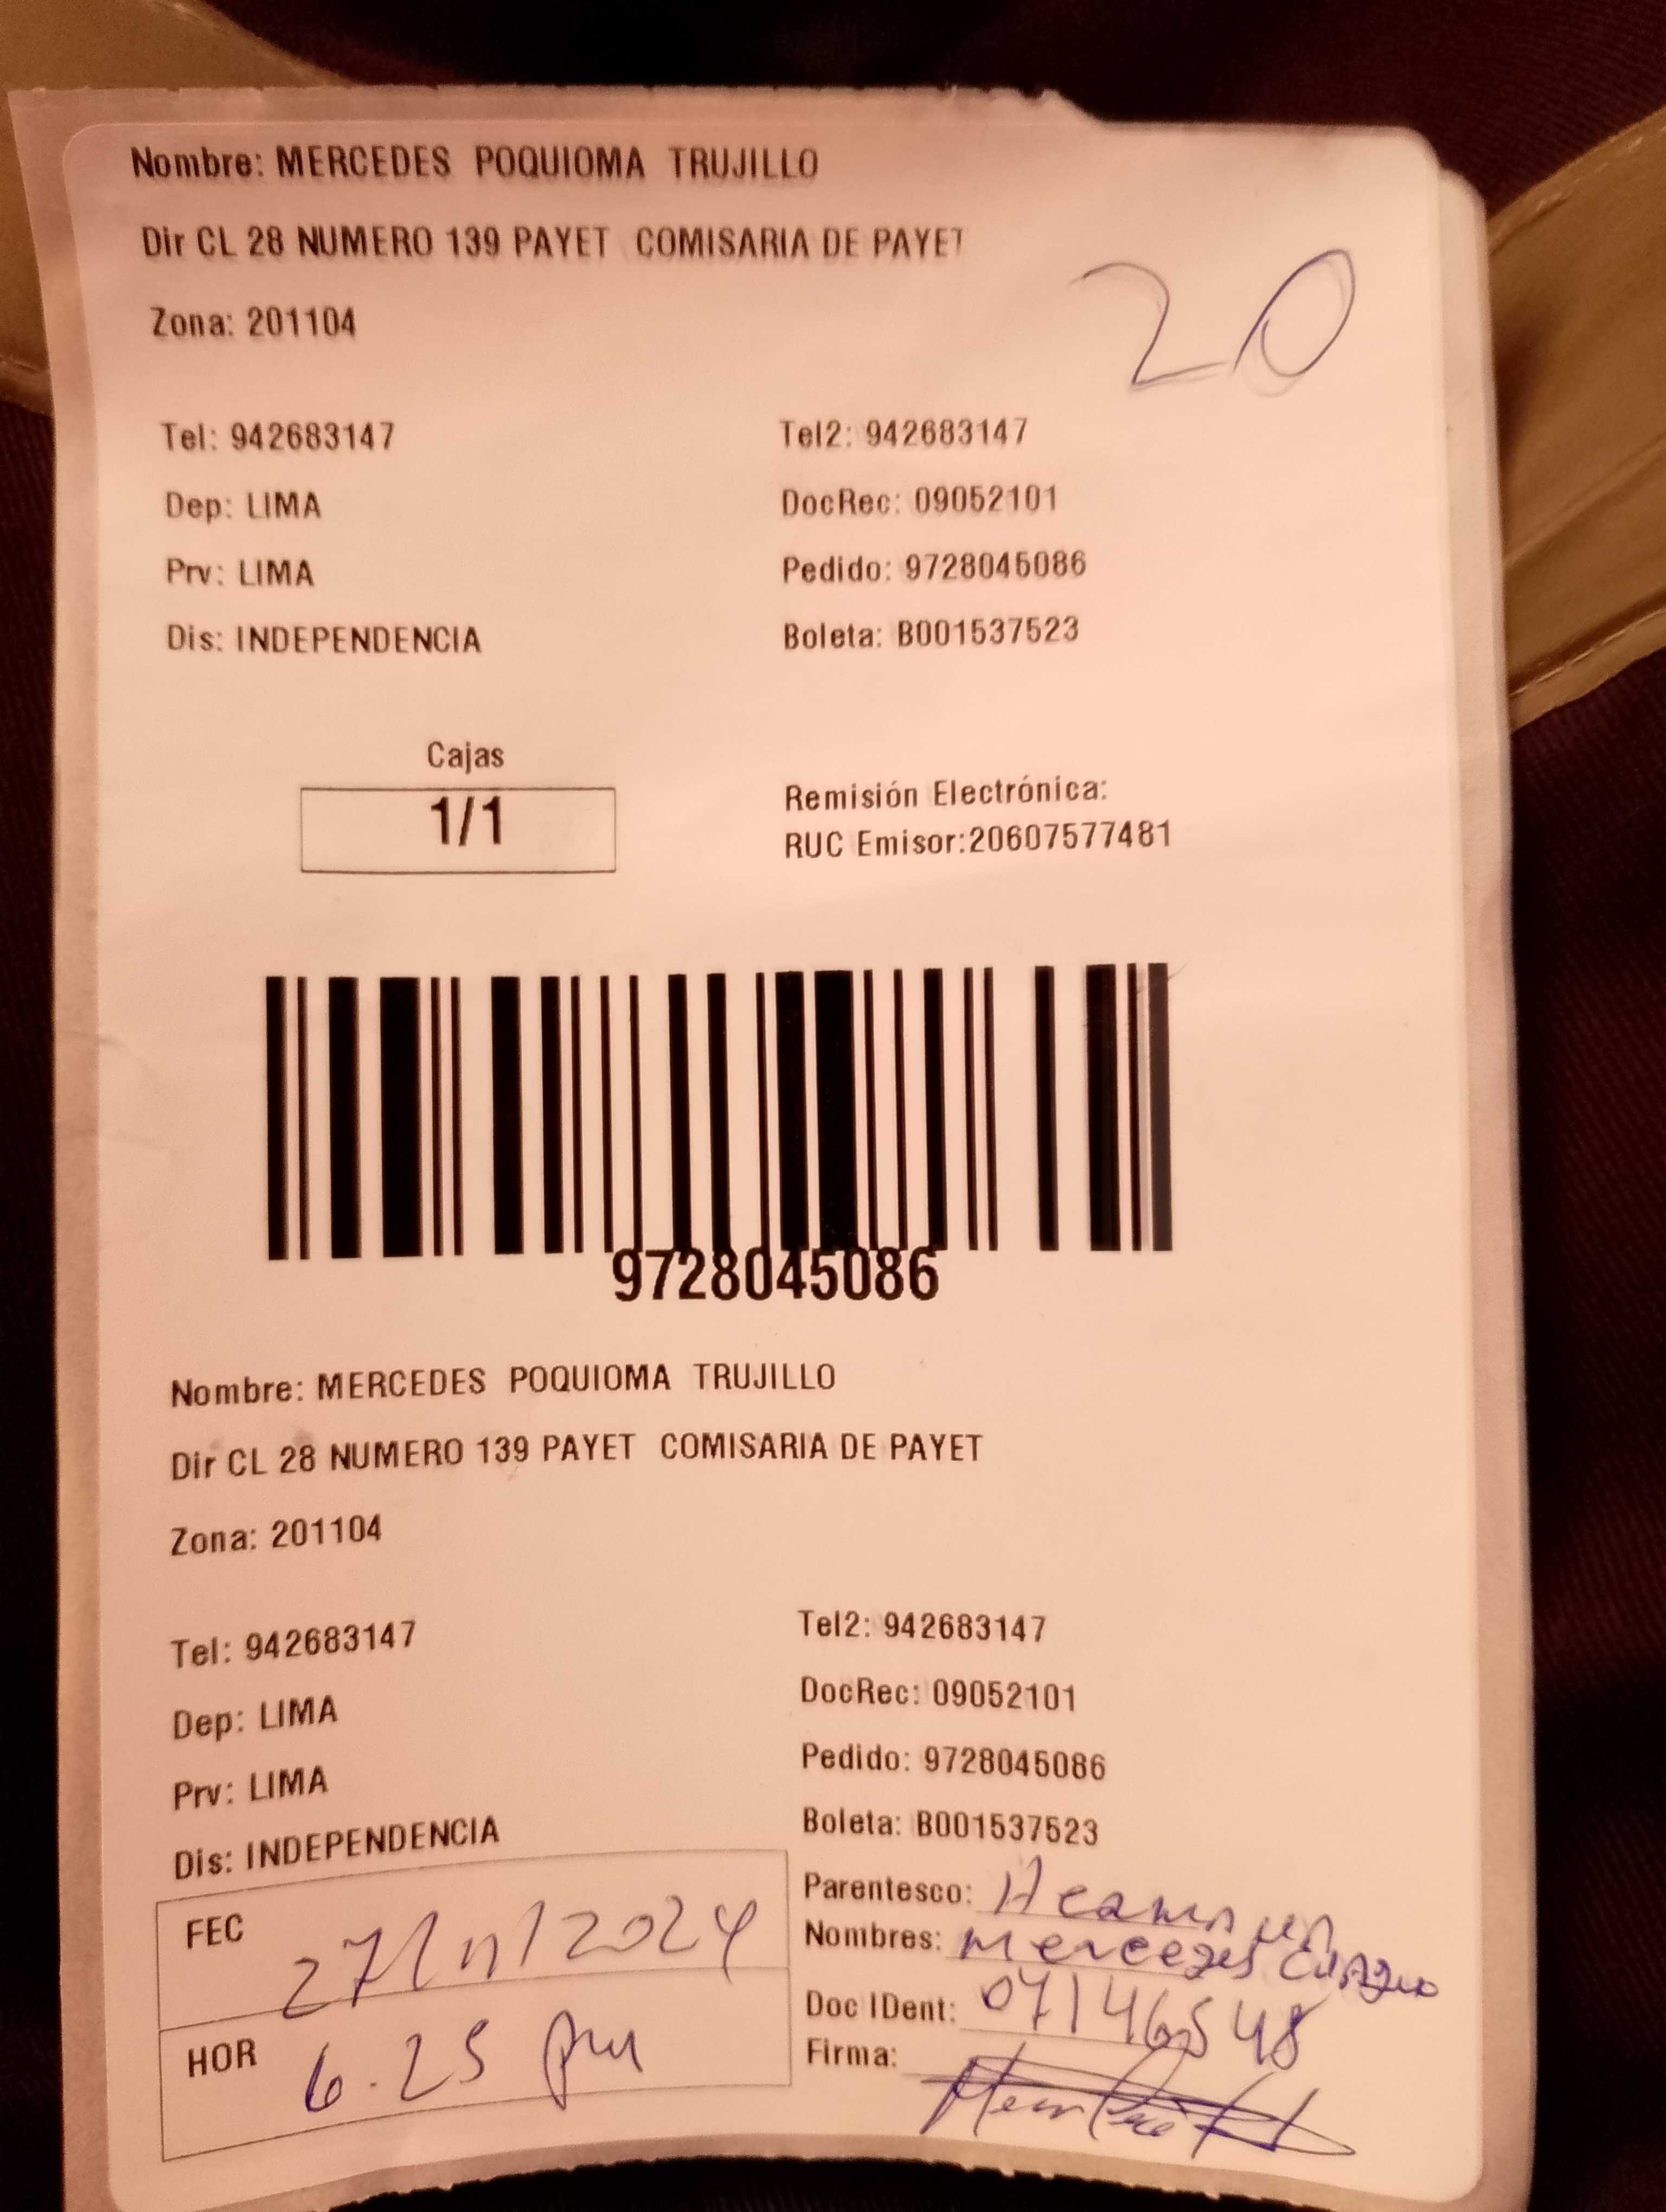 Nombre: MERCEDES POQUIOMA TRUJILLO
Dir CL 28 NUMERO 139 PAYET COMISARIA DE PAYET
20
Zona: 201104
Tel: 942683147 Tel2: 942683147
Dep: LIMA DocRec: 09052101
Prv: LIMA Pedido: 9728045086
Dis: INDEPENDENCIA Boleta: B001537523
Cajas
1/1
Remisión Electrónica:
RUC Emisor:20607577481
9728045086
Nombre: MERCEDES POQUIOMA TRUJILLO
Dir CL 28 NUMERO 139 PAYET COMISARIA DE PAYET
Zona: 201104
Tel: 942683147 Tel2: 942683147
Dep: LIMA DocRec: 09052101
Prv: LIMA Pedido: 9728045086
Dis: INDEPENDENCIA Boleta: B001537523
FEC 27/11/2024
HOR 6.25 pm
Parentesco:
Nombres:
Doc IDent: 07146548
Firma: